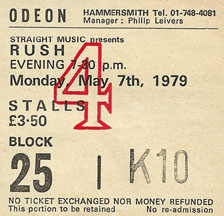 ODEON HAMMERSMITH Tel. 01-748-4081
Manager : Philip Leivers
STRAIGHT MUSIC presents
RUSH
EVENING 7-30 p.m.
Monday, May 7th, 1979
4
STALLS
£3·50
BLOCK
25 K10
NO TICKET EXCHANGED NOR MONEY REFUNDED
This portion to be retained No re-admission